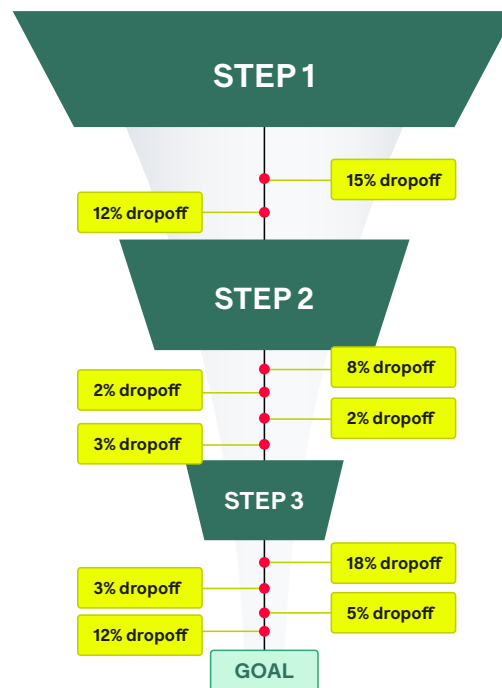 STEP 1
15% dropoff
12% dropoff
STEP 2
8% dropoff
2% dropoff
2% dropoff
3% dropoff
STEP 3
18% dropoff
3% dropoff
5% dropoff
12% dropoff
GOAL